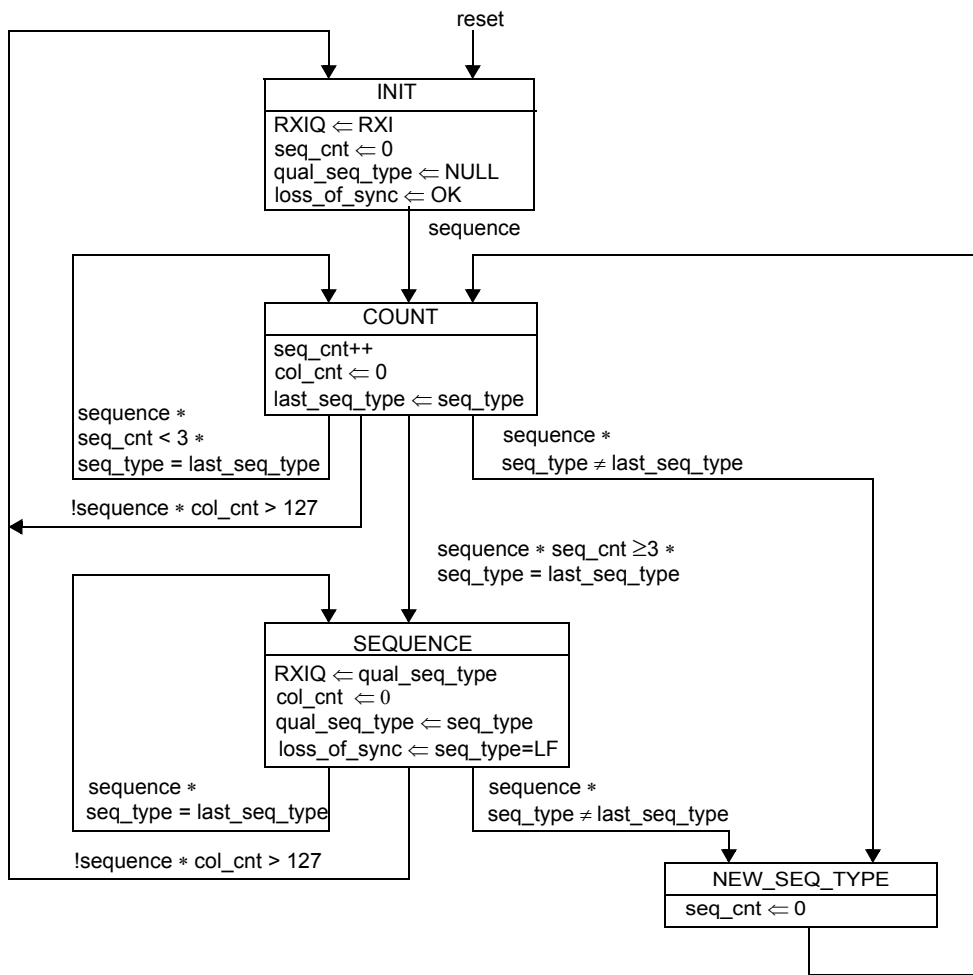 reset
INIT
RXIQ ⇐ RXI
seq_cnt ⇐ 0
qual_seq_type ⇐ NULL
loss_of_sync ⇐ OK
sequence
COUNT
seq_cnt++
col_cnt ⇐ 0
last_seq_type ⇐ seq_type
sequence *
seq_cnt < 3 *
seq_type = last_seq_type
sequence *
seq_type ≠ last_seq_type
!sequence * col_cnt > 127
sequence * seq_cnt ≥3 *
seq_type = last_seq_type
SEQUENCE
RXIQ ⇐ qual_seq_type
col_cnt ⇐ 0
qual_seq_type ⇐ seq_type
loss_of_sync ⇐ seq_type=LF
sequence *
seq_type = last_seq_type
sequence *
seq_type ≠ last_seq_type
!sequence * col_cnt > 127
NEW_SEQ_TYPE
seq_cnt ⇐ 0